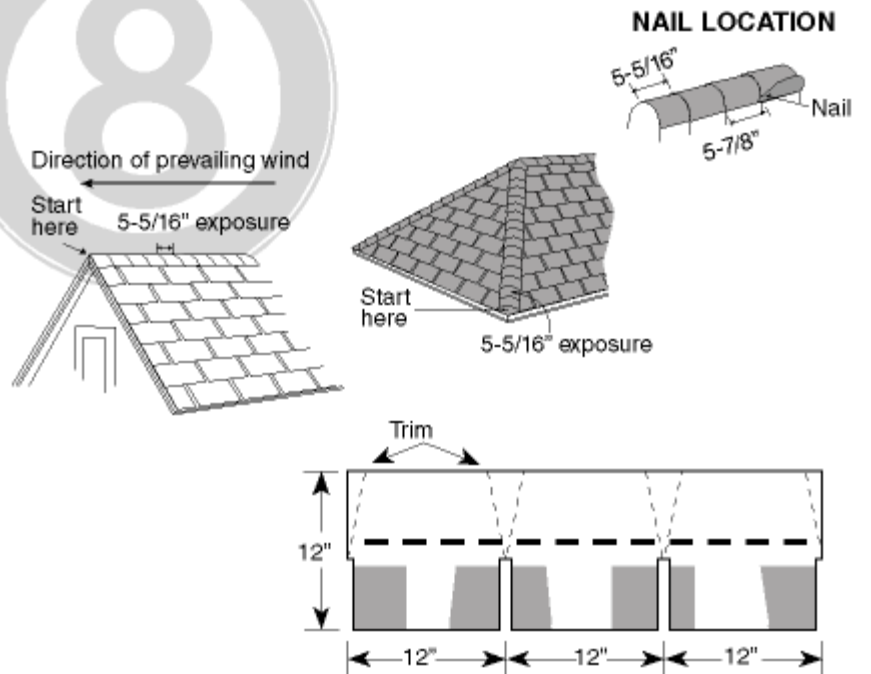 8
NAIL LOCATION
5-5/16”
Nail
5-7/8”
Direction of prevailing wind
Start
here
5-5/16” exposure
Start
here
5-5/16” exposure
Trim
12”
12”
12”
12”